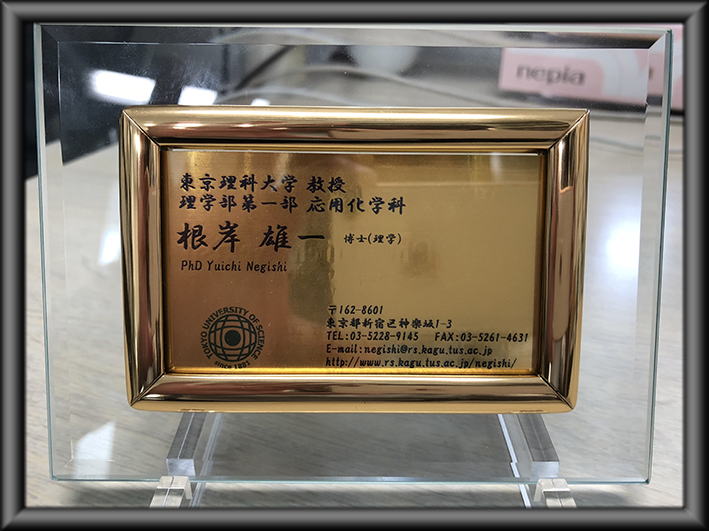 nepia
東京理科大学 教授
理学部第一部 応用化学科
根岸 雄一 博士(理学)
PhD Yuichi Negishi
TOKYO UNIVERSITY OF SCIENCE
since 1881
〒162-8601
東京都新宿区神楽坂1-3
TEL:03-5228-9145 FAX:03-5261-4631
E-mail:negishi@rs.kagu.tus.ac.jp
http://www.rs.kagu.tus.ac.jp/negishi/